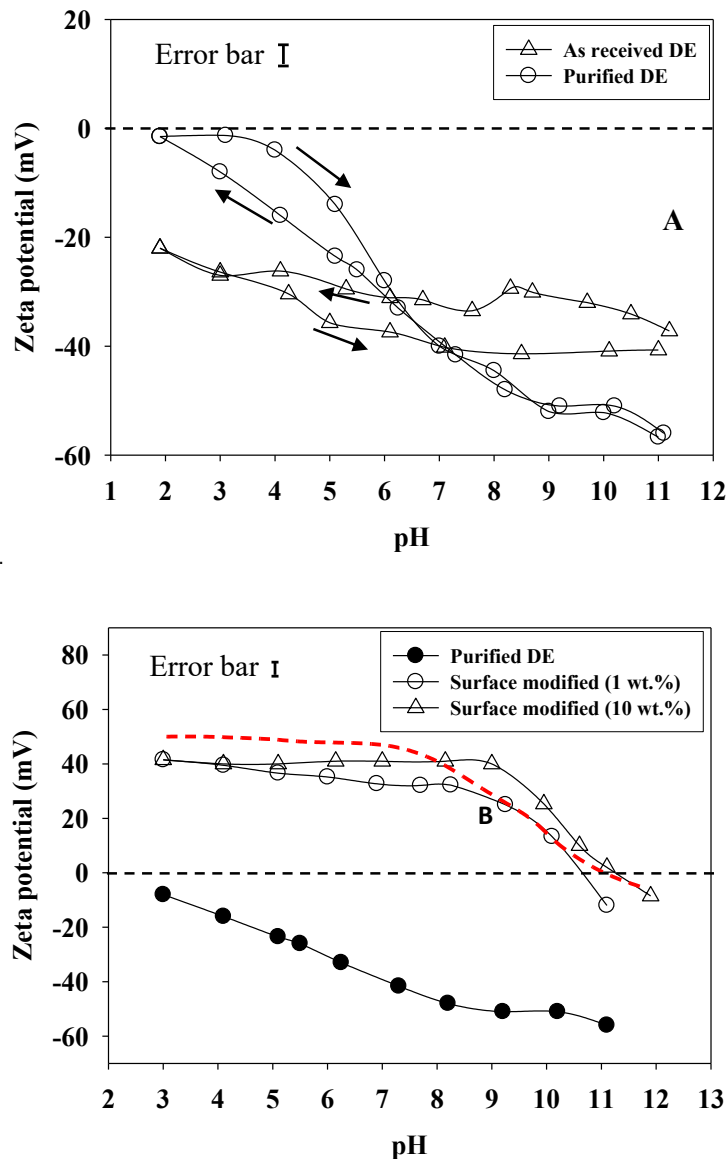 20
0
-20
-40
-60
Zeta potential (mV)
Error bar
As received DE
Purified DE
A
1 2 3 4 5 6 7 8 9 10 11 12
pH
80
60
40
20
0
-20
-40
-60
Zeta potential (mV)
Error bar
Purified DE
Surface modified (1 wt.%)
Surface modified (10 wt.%)
B
2 3 4 5 6 7 8 9 10 11 12 13
pH